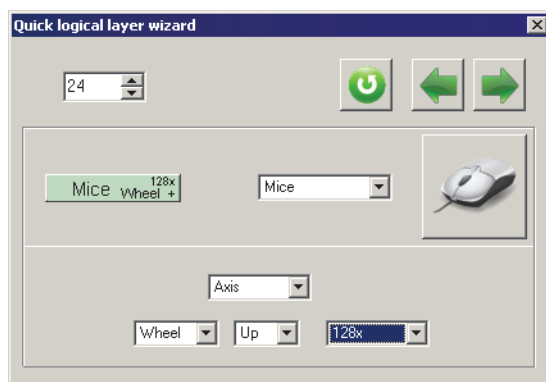 Quick logical layer wizard
24
Mice 128x Wheel +
Mice
Axis
Wheel Up 128x